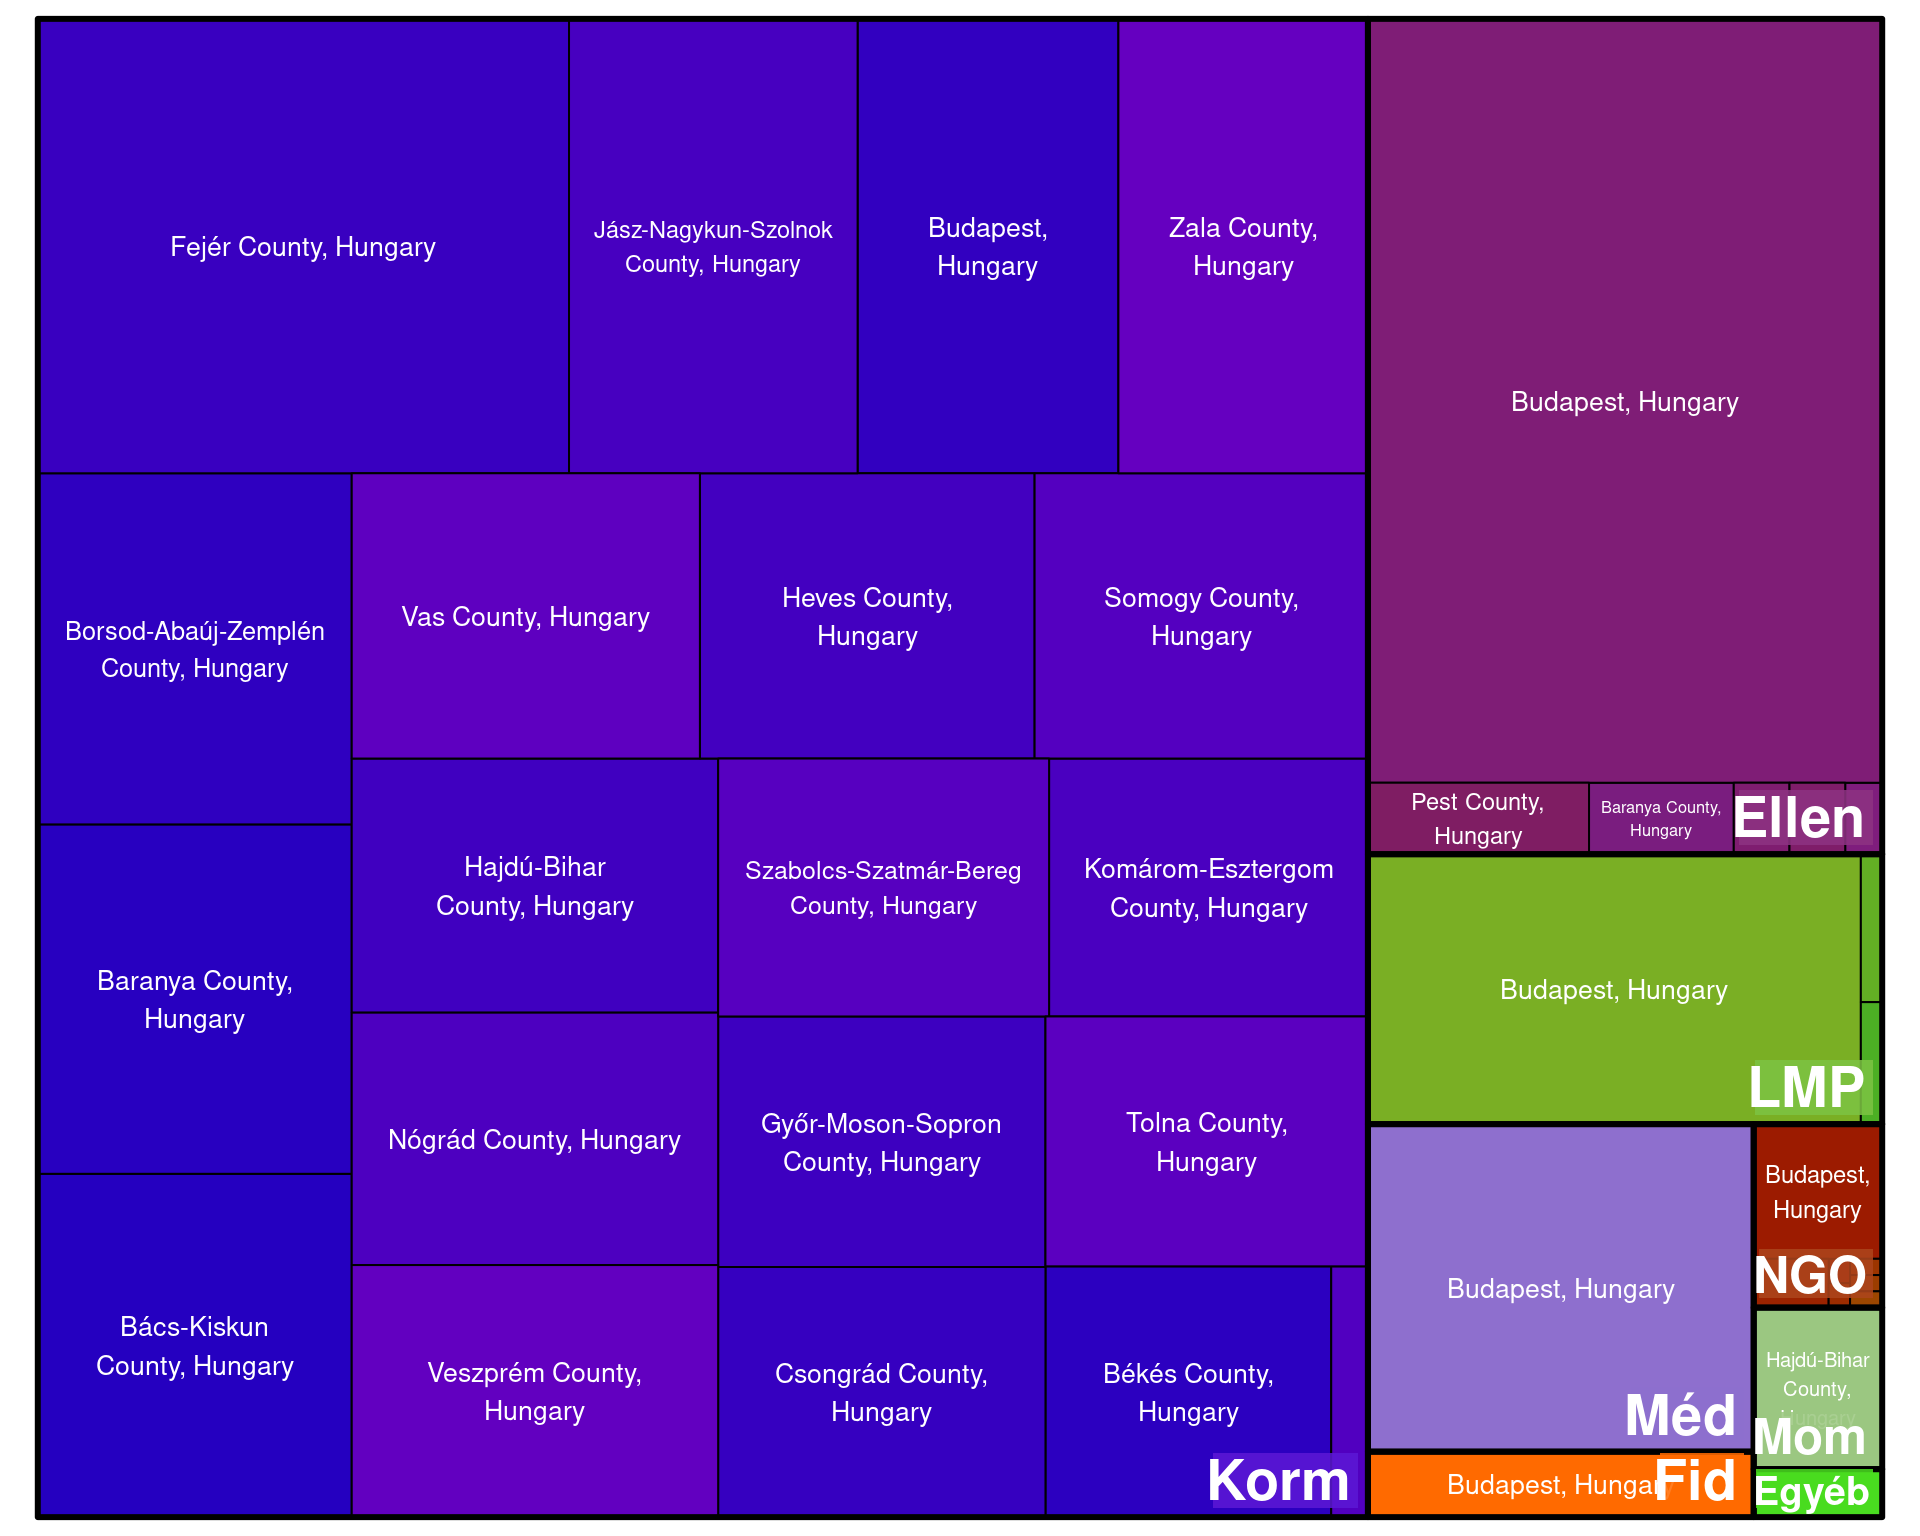 Fejér County, Hungary
Jász-Nagykun-Szolnok
County, Hungary
Budapest,
Hungary
Zala County,
Hungary
Borsod-Abaúj-Zemplén
County, Hungary
Vas County, Hungary
Heves County,
Hungary
Somogy County,
Hungary
Baranya County,
Hungary
Hajdú-Bihar
County, Hungary
Szabolcs-Szatmár-Bereg
County, Hungary
Komárom-Esztergom
County, Hungary
Nógrád County, Hungary
Győr-Moson-Sopron
County, Hungary
Tolna County,
Hungary
Bács-Kiskun
County, Hungary
Veszprém County,
Hungary
Csongrád County,
Hungary
Békés County,
Hungary
Korm
Budapest, Hungary
Pest County,
Hungary
Baranya County,
Hungary
Ellen
Budapest, Hungary
LMP
Budapest, Hungary
Méd
Budapest, Hungary
Fid
Budapest,
Hungary
NGO
Hajdú-Bihar
County,
Hungary
Mom
Egyéb